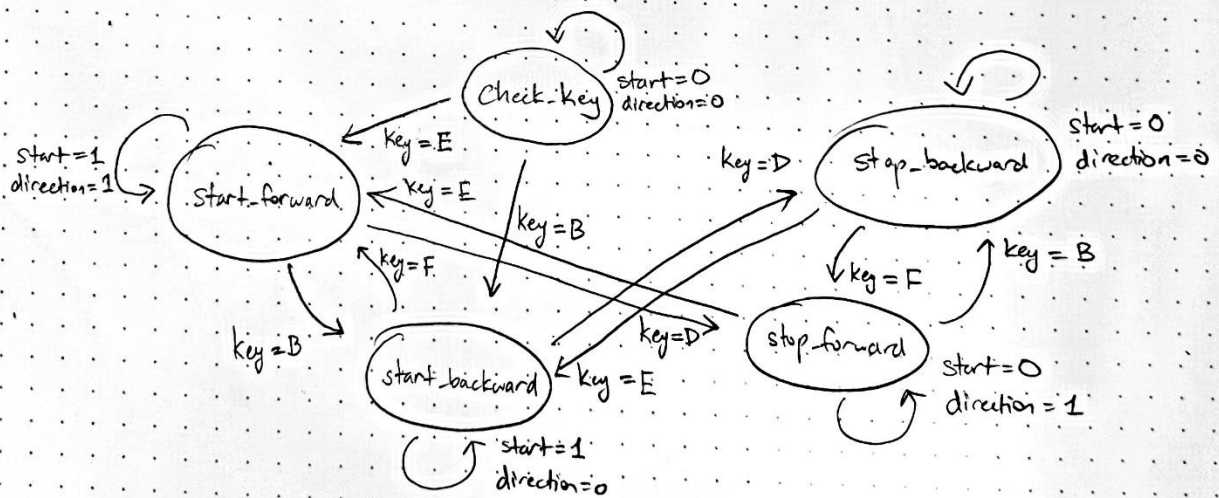 check_key
start=0
direction=0
key=E
start=1
direction=1
start_forward
key=E
key=B
key=D
stop_backward
start=0
direction=0
key=F
key=B
key=F
key=B
start_backward
start=1
direction=0
key=D
key=E
stop_forward
start=0
direction=1